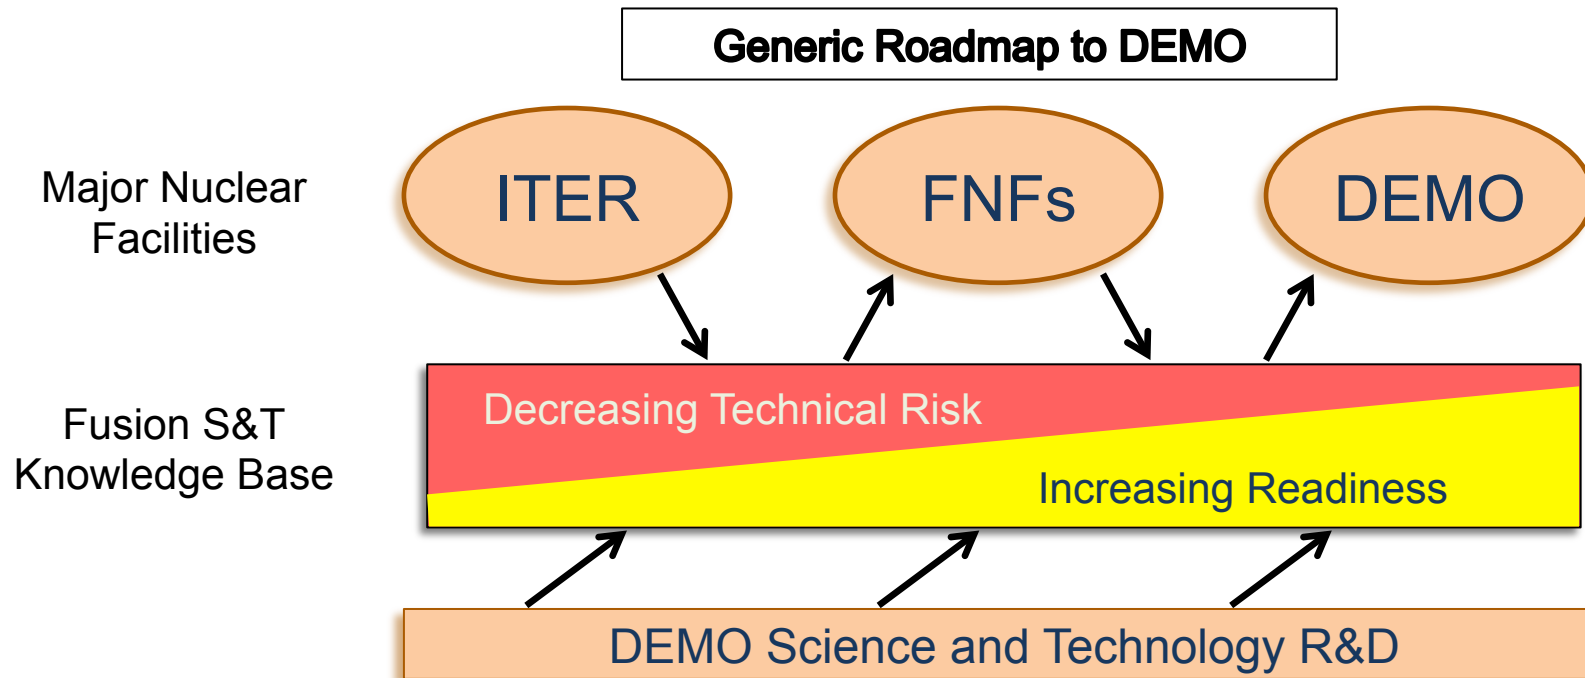 Generic Roadmap to DEMO
Major Nuclear
Facilities
ITER
FNFs
DEMO
Fusion S&T
Knowledge Base
Decreasing Technical Risk
Increasing Readiness
DEMO Science and Technology R&D